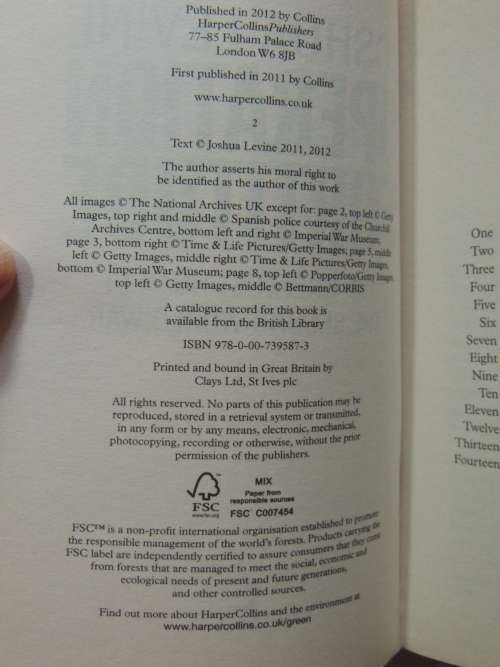 Published in 2012 by Collins
HarperCollinsPublishers
77–85 Fulham Palace Road
London W6 8JB
First published in 2011 by Collins
www.harpercollins.co.uk
2
Text © Joshua Levine 2011, 2012
The author asserts his moral right to
be identified as the author of this work
All images © The National Archives UK except for: page 2, top left © Getty
Images, top right and middle © Spanish police courtesy of the Churchill
Archives Centre, bottom left and right © Imperial War Museum;
page 3, bottom right © Time & Life Pictures/Getty Images; page 5, middle
left © Getty Images, middle right © Time & Life Pictures/Getty Images,
bottom © Imperial War Museum; page 8, top left © Popperfoto/Getty Images,
top left © Getty Images, middle © Bettmann/CORBIS
A catalogue record for this book is
available from the British Library
ISBN 978-0-00-739587-3
Printed and bound in Great Britain by
Clays Ltd, St Ives plc
All rights reserved. No parts of this publication may be
reproduced, stored in a retrieval system or transmitted,
in any form or by any means, electronic, mechanical,
photocopying, recording or otherwise, without the prior
permission of the publishers.
FSC
www.fsc.org
MIX
Paper from
responsible sources
FSC C007454
FSC™ is a non-profit international organisation established to promote
the responsible management of the world's forests. Products carrying the
FSC label are independently certified to assure consumers that they come
from forests that are managed to meet the social, economic and
ecological needs of present and future generations,
and other controlled sources.
Find out more about HarperCollins and the environment at
www.harpercollins.co.uk/green
One
Two
Three
Four
Five
Six
Seven
Eight
Nine
Ten
Eleven
Twelve
Thirteen
Fourteen